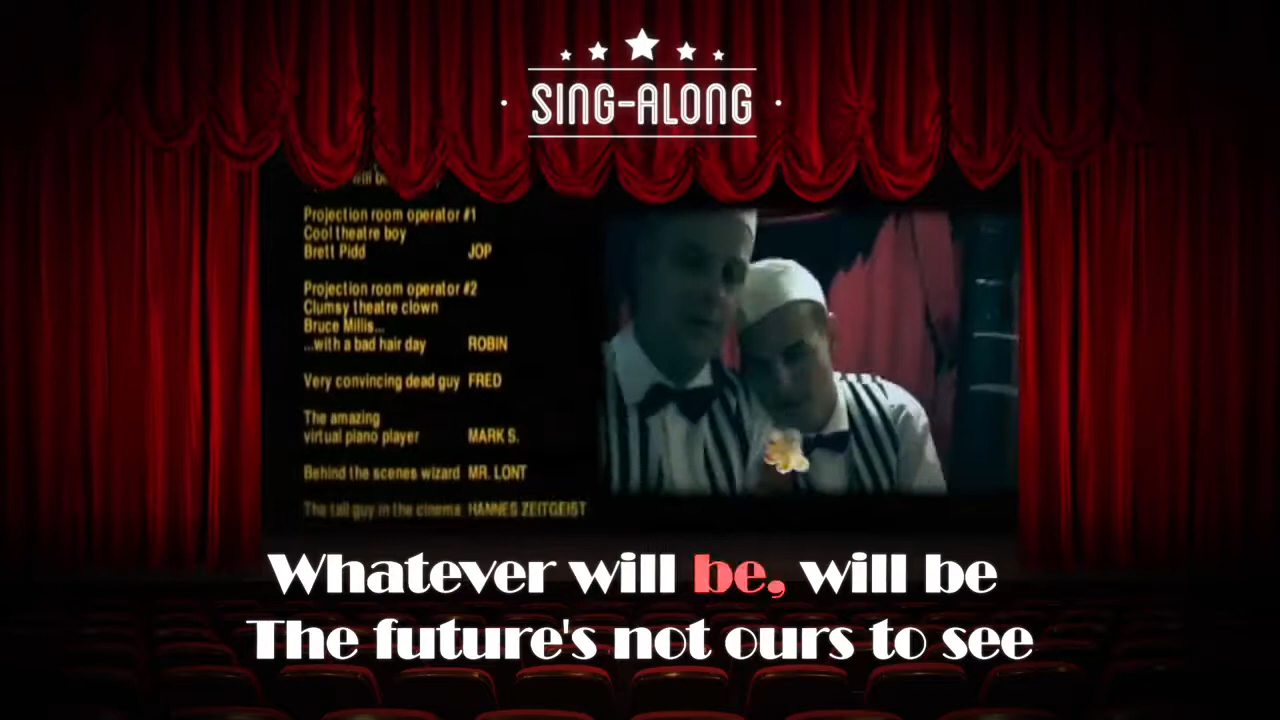 SING-ALONG
Projection room operator #1
Cool theatre boy
Brett Pidd JOP
Projection room operator #2
Clumsy theatre clown
Bruce Millis...
...with a bad hair day ROBIN
Very convincing dead guy FRED
The amazing
virtual piano player MARK S.
Behind the scenes wizard MR. LONT
The tall guy in the cinema HANNES ZEITGEIST
Whatever will be, will be
The future's not ours to see